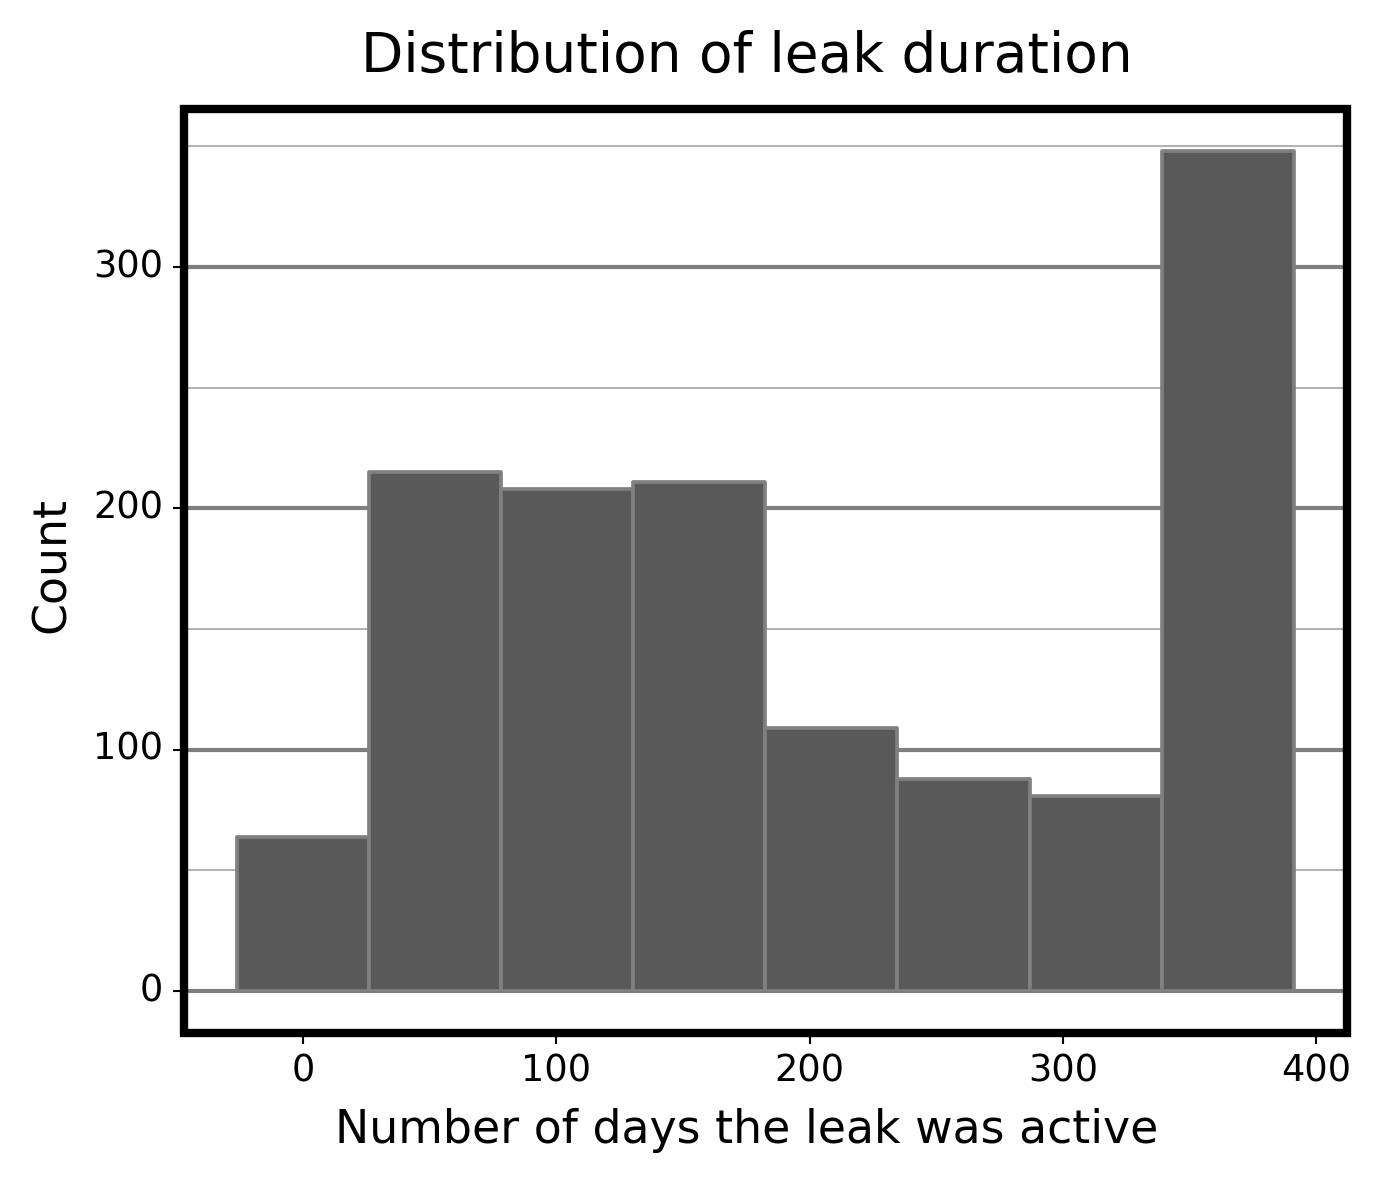 Distribution of leak duration
300
200
100
0
Count
0 100 200 300 400
Number of days the leak was active